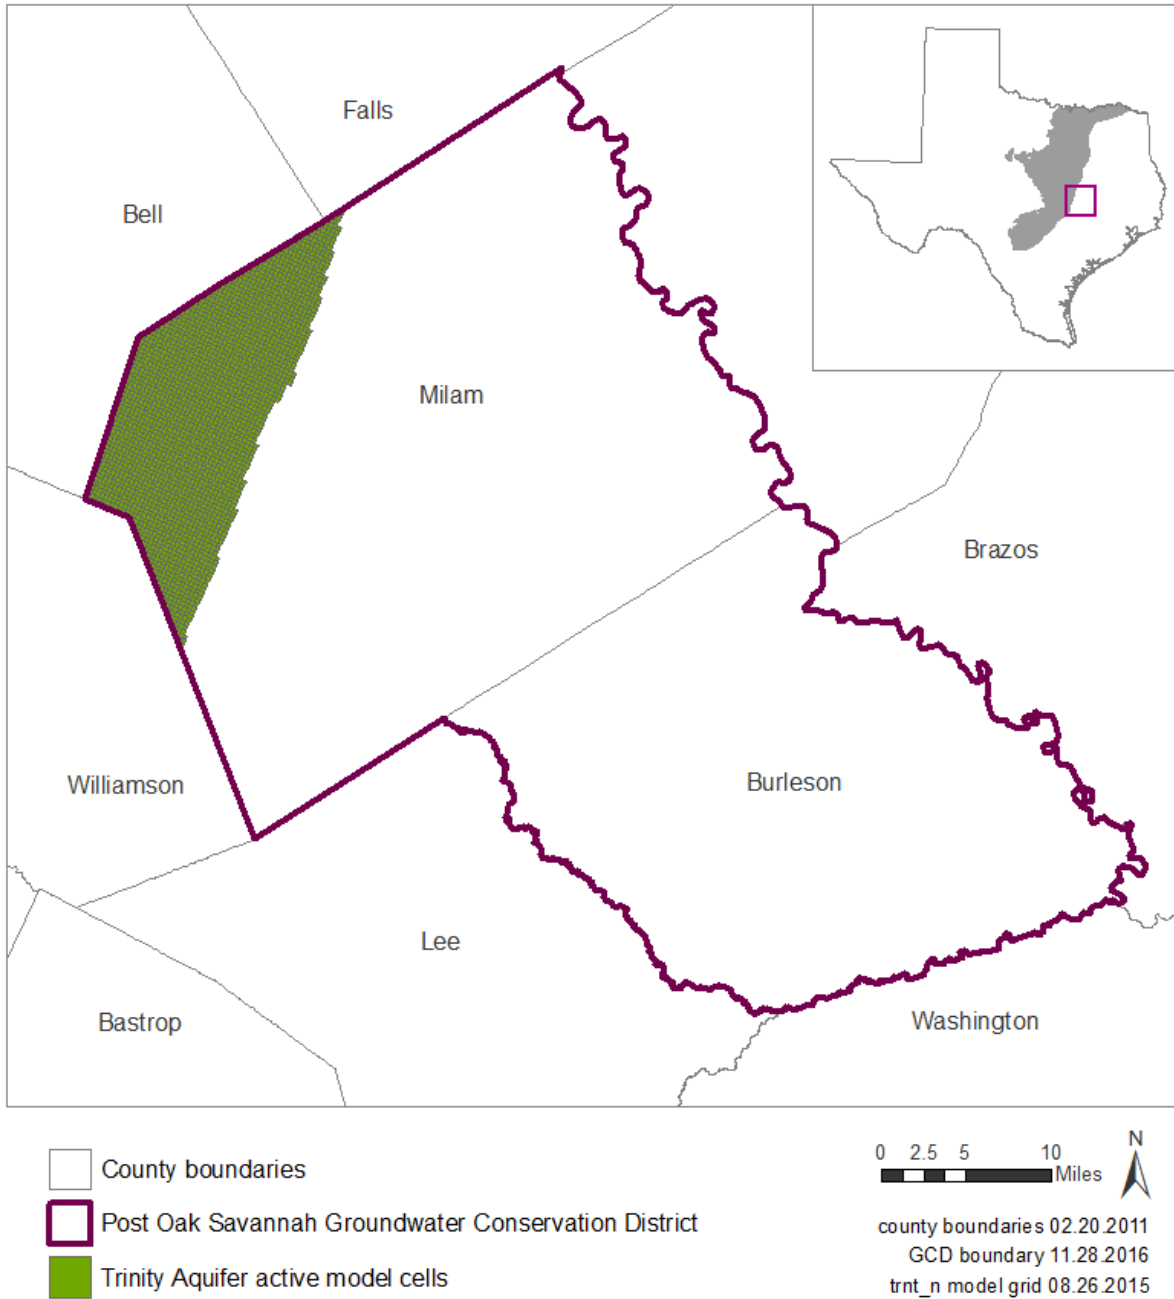 Falls
Bell
Milam
Brazos
Williamson
Burleson
Lee
Bastrop
Washington
County boundaries
Post Oak Savannah Groundwater Conservation District
Trinity Aquifer active model cells
0 2.5 5 10
Miles
N
county boundaries 02.20.2011
GCD boundary 11.28.2016
trnt_n model grid 08.26.2015